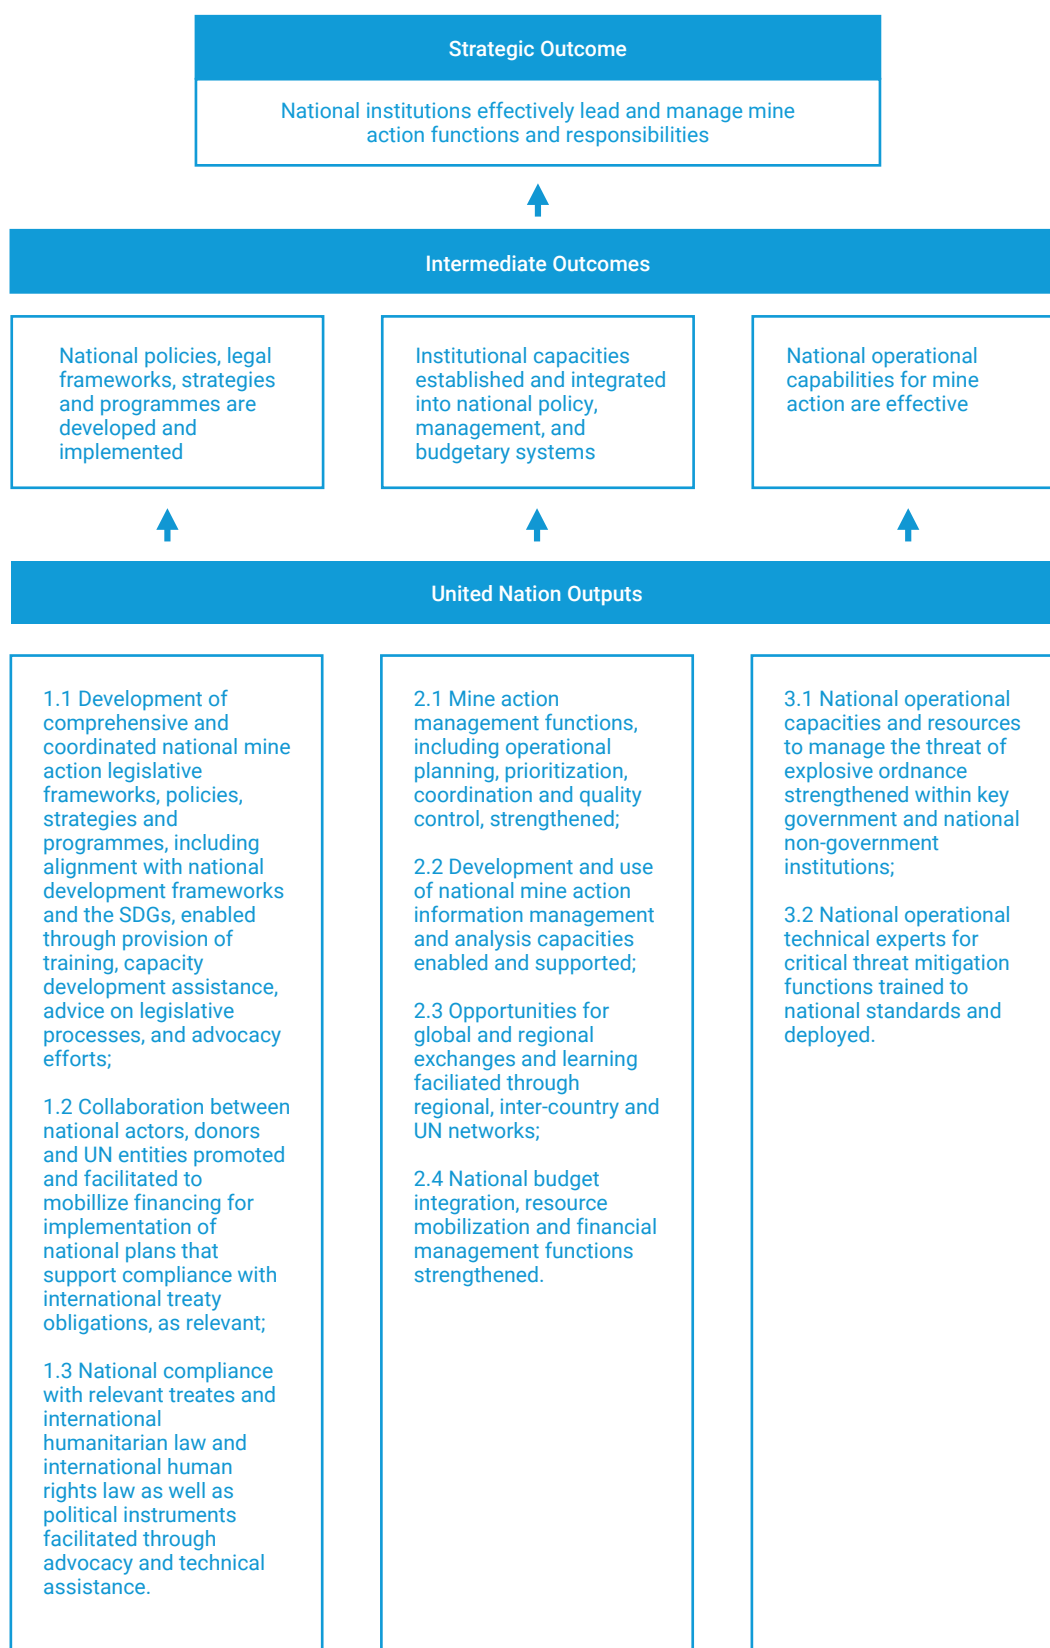 Strategic Outcome
National institutions effectively lead and manage mine
action functions and responsibilities
Intermediate Outcomes
National policies, legal
frameworks, strategies
and programmes are
developed and
implemented
Institutional capacities
established and integrated
into national policy,
management, and
budgetary systems
National operational
capabilities for mine
action are effective
United Nation Outputs
1.1 Development of
comprehensive and
coordinated national mine
action legislative
frameworks, policies,
strategies and
programmes, including
alignment with national
development frameworks
and the SDGs, enabled
through provision of
training, capacity
development assistance,
advice on legislative
processes, and advocacy
efforts;
1.2 Collaboration between
national actors, donors
and UN entities promoted
and facilitated to
mobillize financing for
implementation of
national plans that
support compliance with
international treaty
obligations, as relevant;
1.3 National compliance
with relevant treates and
international
humanitarian law and
international human
rights law as well as
political instruments
facilitated through
advocacy and technical
assistance.
2.1 Mine action
management functions,
including operational
planning, prioritization,
coordination and quality
control, strengthened;
2.2 Development and use
of national mine action
information management
and analysis capacities
enabled and supported;
2.3 Opportunities for
global and regional
exchanges and learning
faciliated through
regional, inter-country and
UN networks;
2.4 National budget
integration, resource
mobilization and financial
management functions
strengthened.
3.1 National operational
capacities and resources
to manage the threat of
explosive ordnance
strengthened within key
government and national
non-government
institutions;
3.2 National operational
technical experts for
critical threat mitigation
functions trained to
national standards and
deployed.